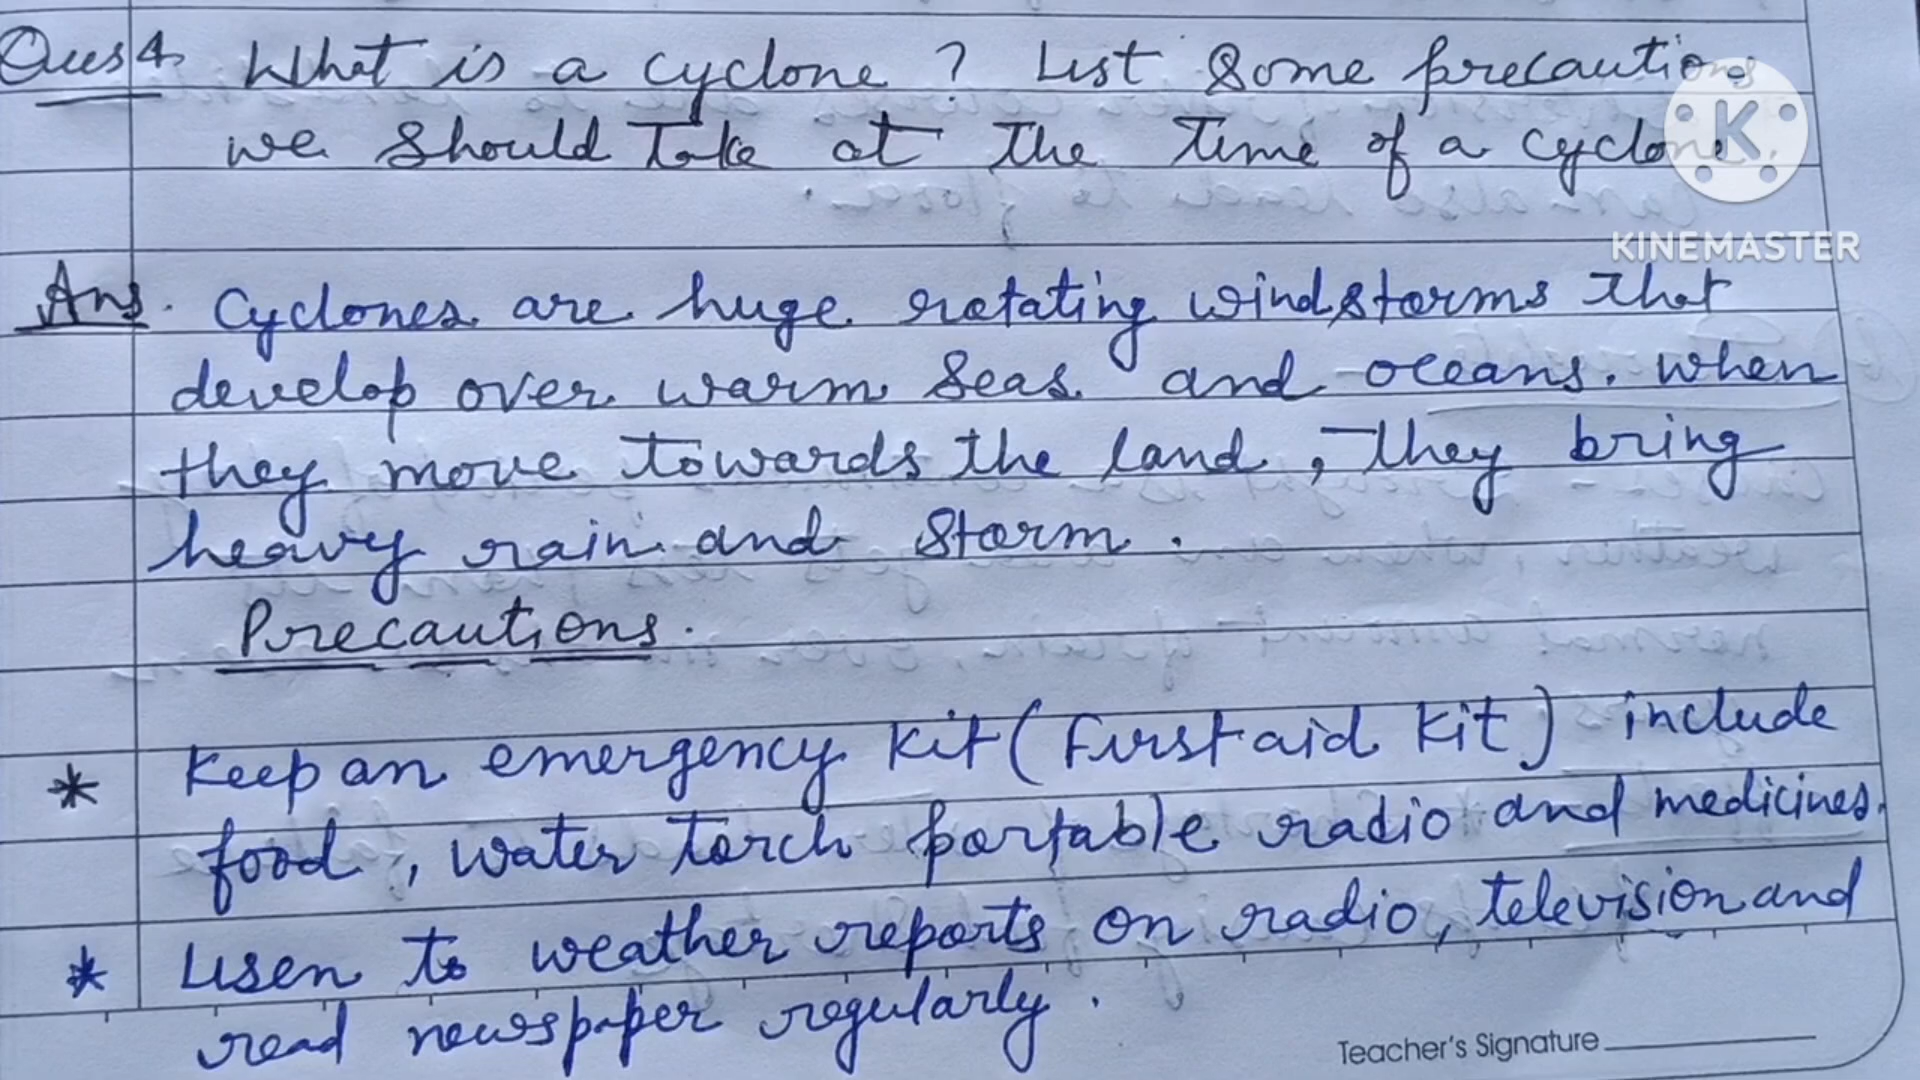 Ques 4. What is a cyclone ? List Some precautions
we should Take at the Time of a cyclone.
KINEMASTER
Ans. Cyclones are huge rotating windstorms that
develop over warm Seas and oceans. When
they move towards the land , They bring
heavy rain and storm .
Precautions.
* Keep an emergency Kit ( First aid Kit ) include
food , water torch portable radio and medicines.
* Lisen to weather reports on radio, television and
read newspaper regularly .
Teacher's Signature